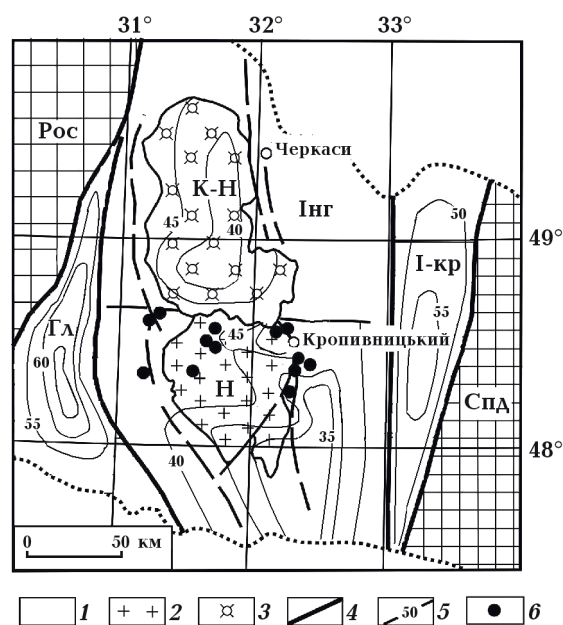 31° 32° 33°
Рос
Черкаси
К-Н
Інг
45 40
50
49°
І-кр
55
Гл
45
Кропивницький
60
Н
Спд
55
35
40
48°
0 50 км
1 2 3 4 50 5 6